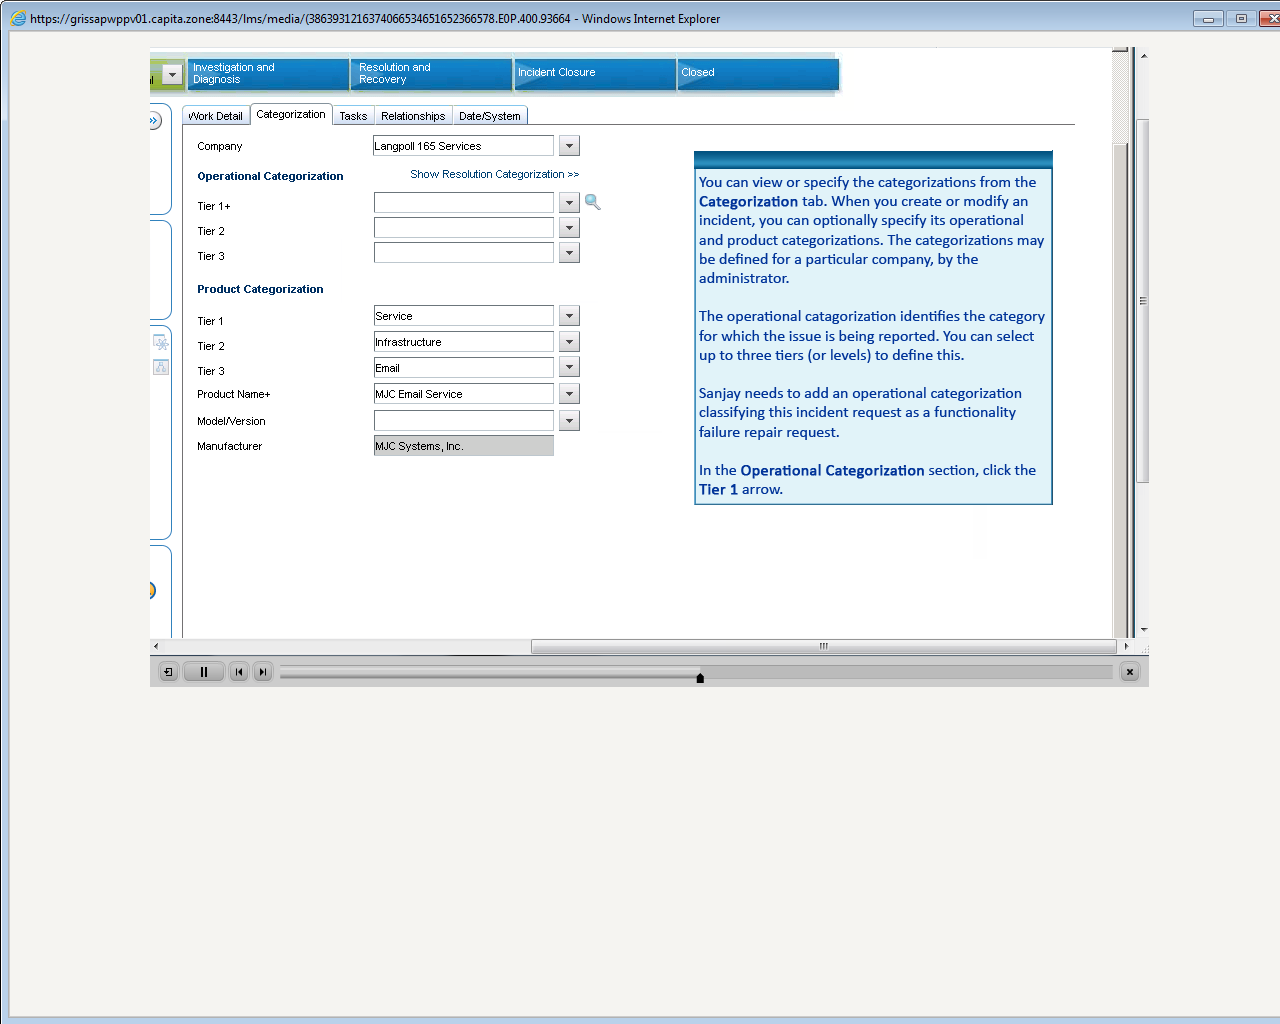 https://grissapwppv01.capita.zone:8443/lms/media/(3863931216374066534651652366578.E0P.400.93664 - Windows Internet Explorer
Investigation and
Diagnosis
Resolution and
Recovery
Incident Closure
Closed
Work Detail
Categorization
Tasks
Relationships
Date/System
Company
Langpoll 165 Services
Operational Categorization
Show Resolution Categorization >>
Tier 1+
Tier 2
Tier 3
Product Categorization
Tier 1
Service
Tier 2
Infrastructure
Tier 3
Email
Product Name+
MJC Email Service
Model/Version
Manufacturer
MJC Systems, Inc.
You can view or specify the categorizations from the
Categorization tab. When you create or modify an
incident, you can optionally specify its operational
and product categorizations. The categorizations may
be defined for a particular company, by the
administrator.
The operational catagorization identifies the category
for which the issue is being reported. You can select
up to three tiers (or levels) to define this.
Sanjay needs to add an operational categorization
classifying this incident request as a functionality
failure repair request.
In the Operational Categorization section, click the
Tier 1 arrow.